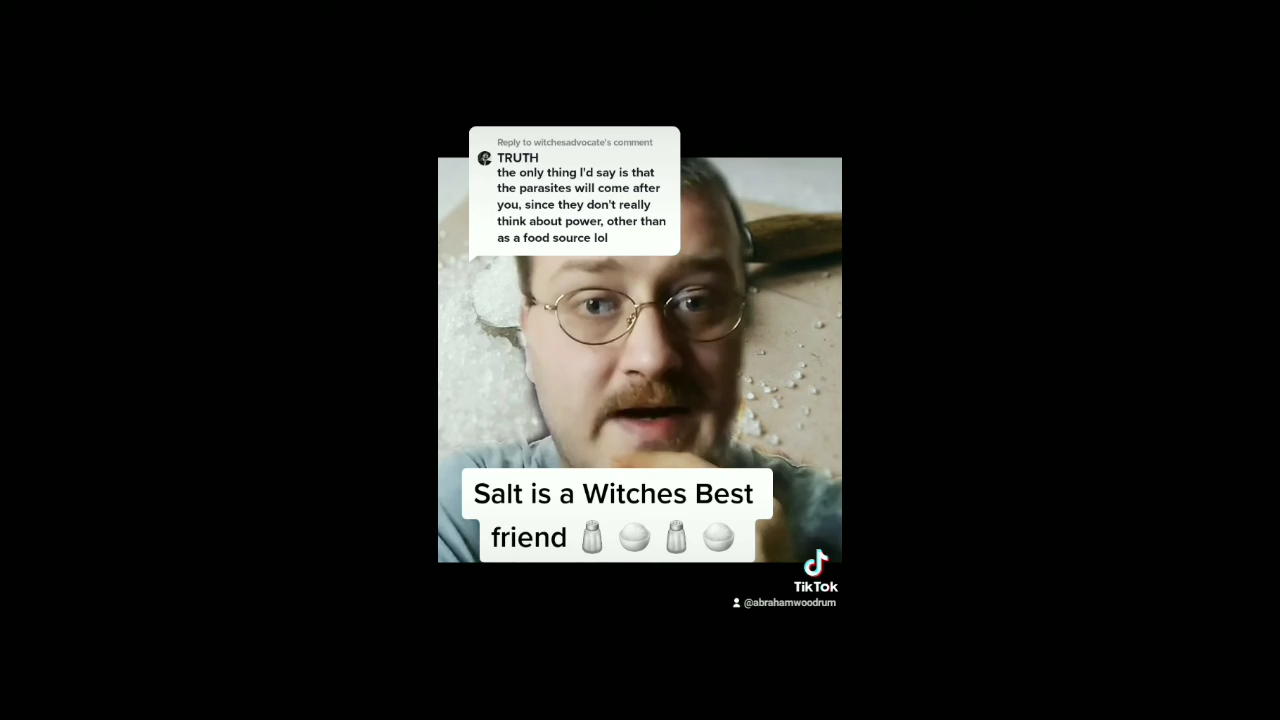 Reply to witchesadvocate's comment
TRUTH
the only thing I'd say is that
the parasites will come after
you, since they don't really
think about power, other than
as a food source lol
Salt is a Witches Best
friend
TikTok
@abrahamwoodrum